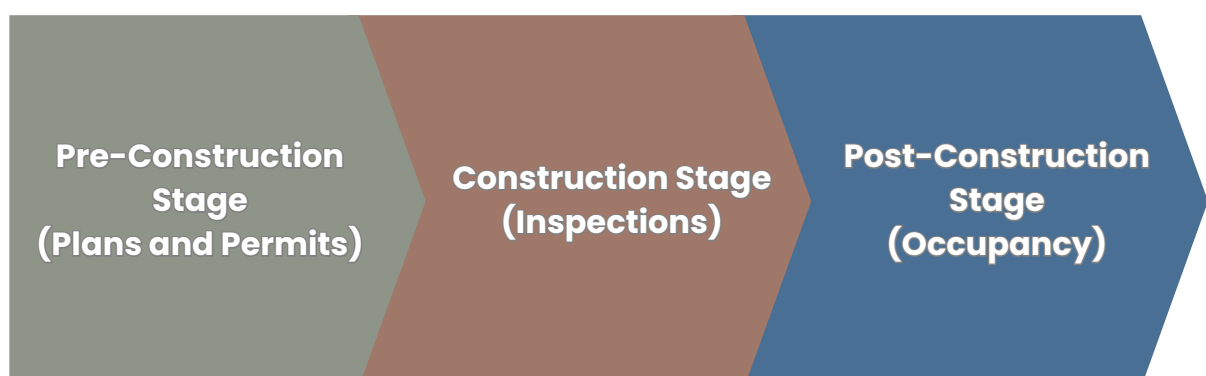 Pre-Construction
Stage
(Plans and Permits)
Construction Stage
(Inspections)
Post-Construction
Stage
(Occupancy)